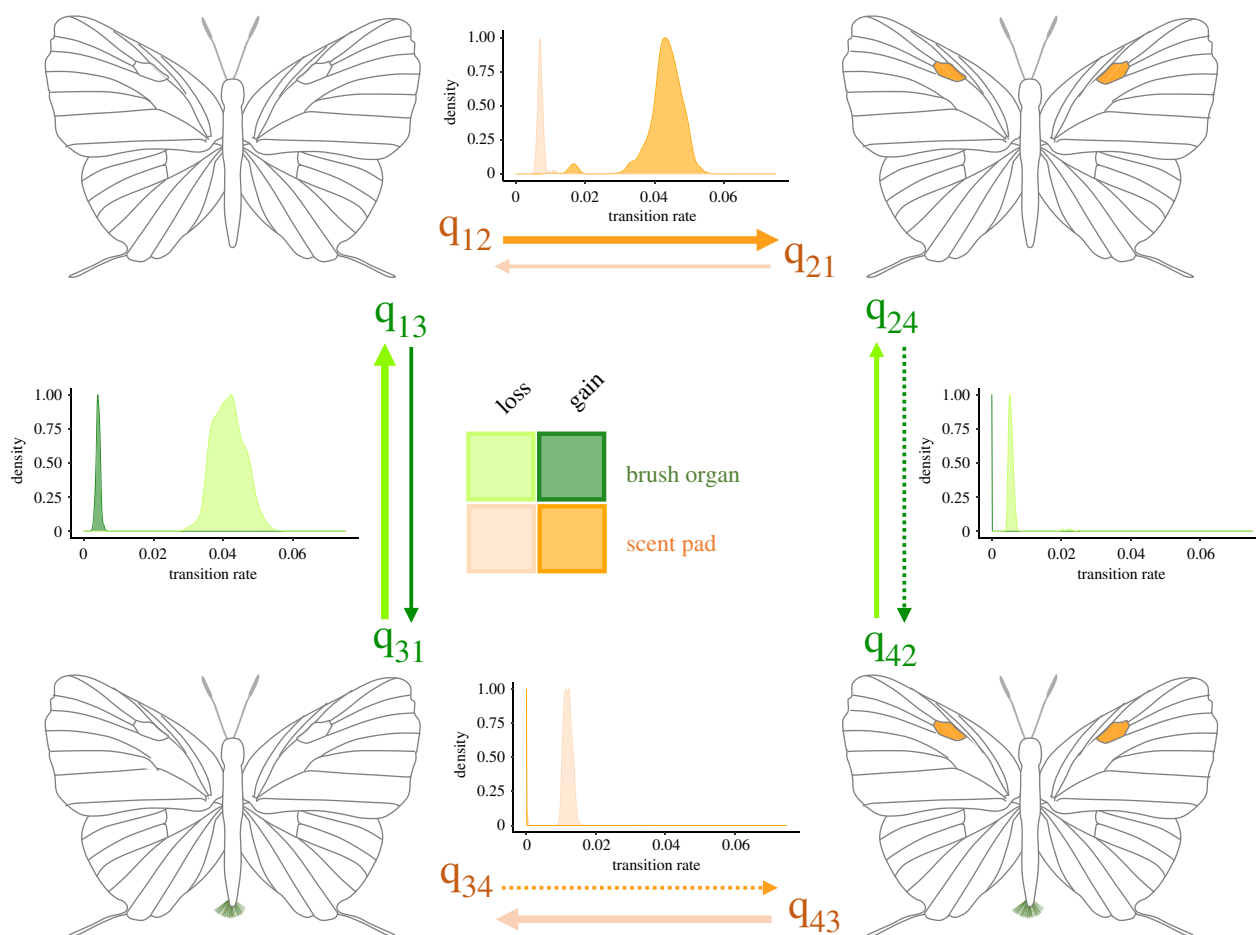 1.00
0.75
0.50
0.25
0
density
0 0.02 0.04 0.06
transition rate
q12
q21
q13
q24
1.00
0.75
0.50
0.25
0
density
0 0.02 0.04 0.06
transition rate
loss gain
brush organ
scent pad
1.00
0.75
0.50
0.25
0
density
0 0.02 0.04 0.06
transition rate
q31
q42
1.00
0.75
0.50
0.25
0
density
0 0.02 0.04 0.06
transition rate
q34
q43